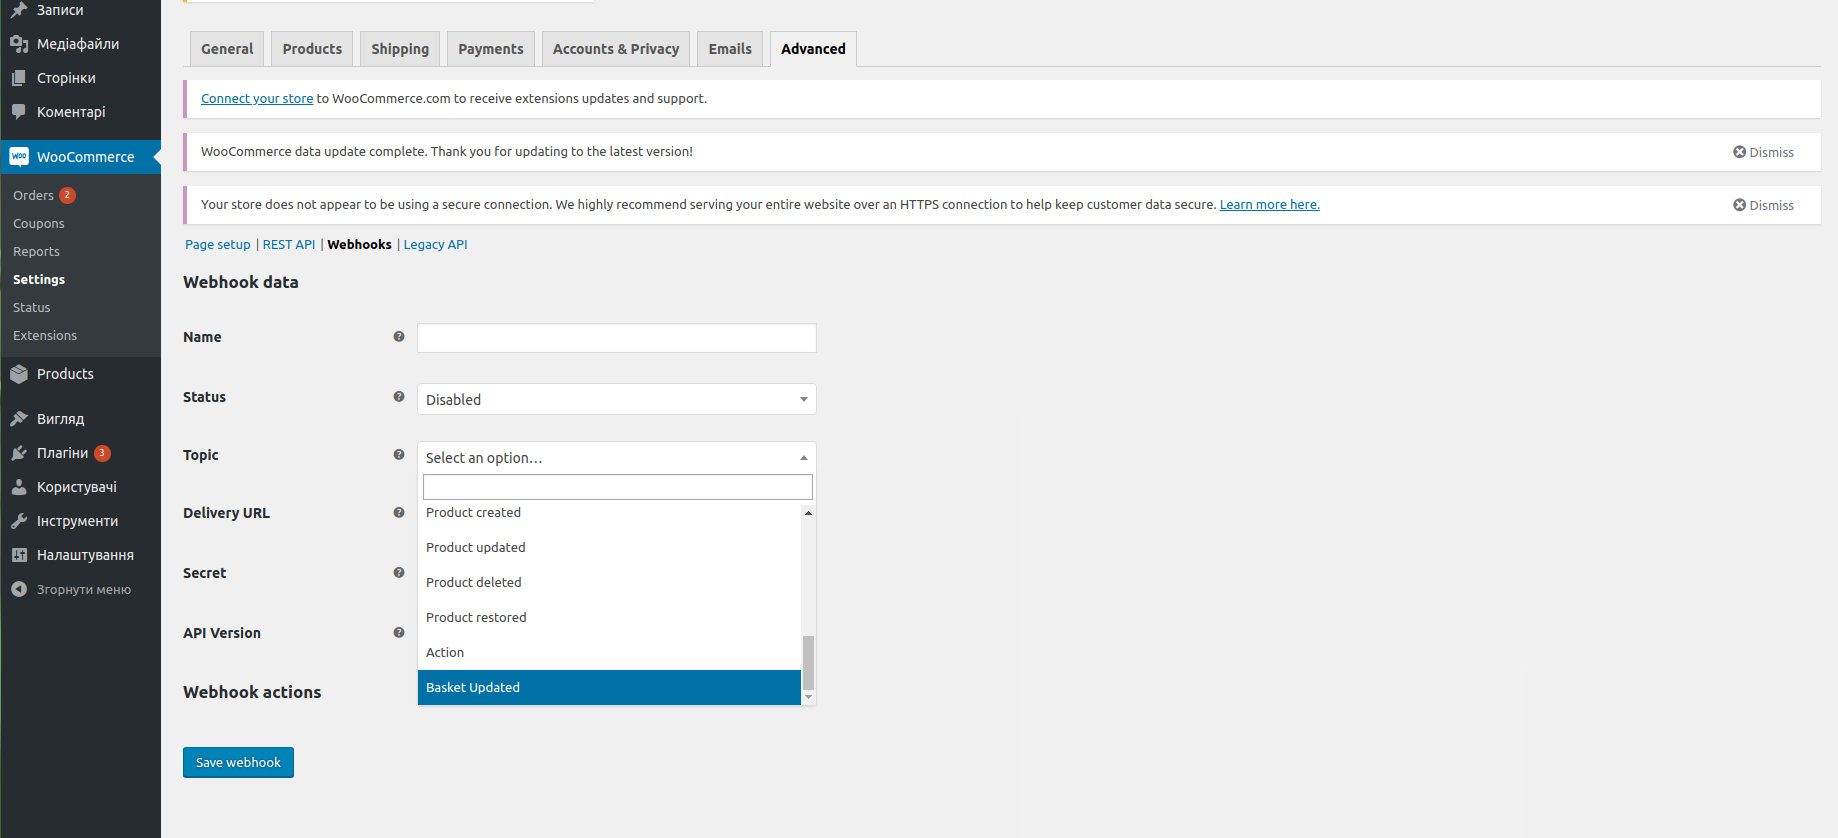 Записи
Медіафайли
Сторінки
Коментарі
WooCommerce
Orders 2
Coupons
Reports
Settings
Status
Extensions
Products
Вигляд
Плагіни 3
Користувачі
Інструменти
Налаштування
Згорнути меню
General Products Shipping Payments Accounts & Privacy Emails Advanced
Connect your store to WooCommerce.com to receive extensions updates and support.
WooCommerce data update complete. Thank you for updating to the latest version! Dismiss
Your store does not appear to be using a secure connection. We highly recommend serving your entire website over an HTTPS connection to help keep customer data secure. Learn more here. Dismiss
Page setup | REST API | Webhooks | Legacy API
Webhook data
Name ?
Status ? Disabled
Topic ? Select an option…
Product created
Delivery URL ?
Product updated
Secret ?
Product deleted
Product restored
API Version ?
Action
Webhook actions
Basket Updated
Save webhook